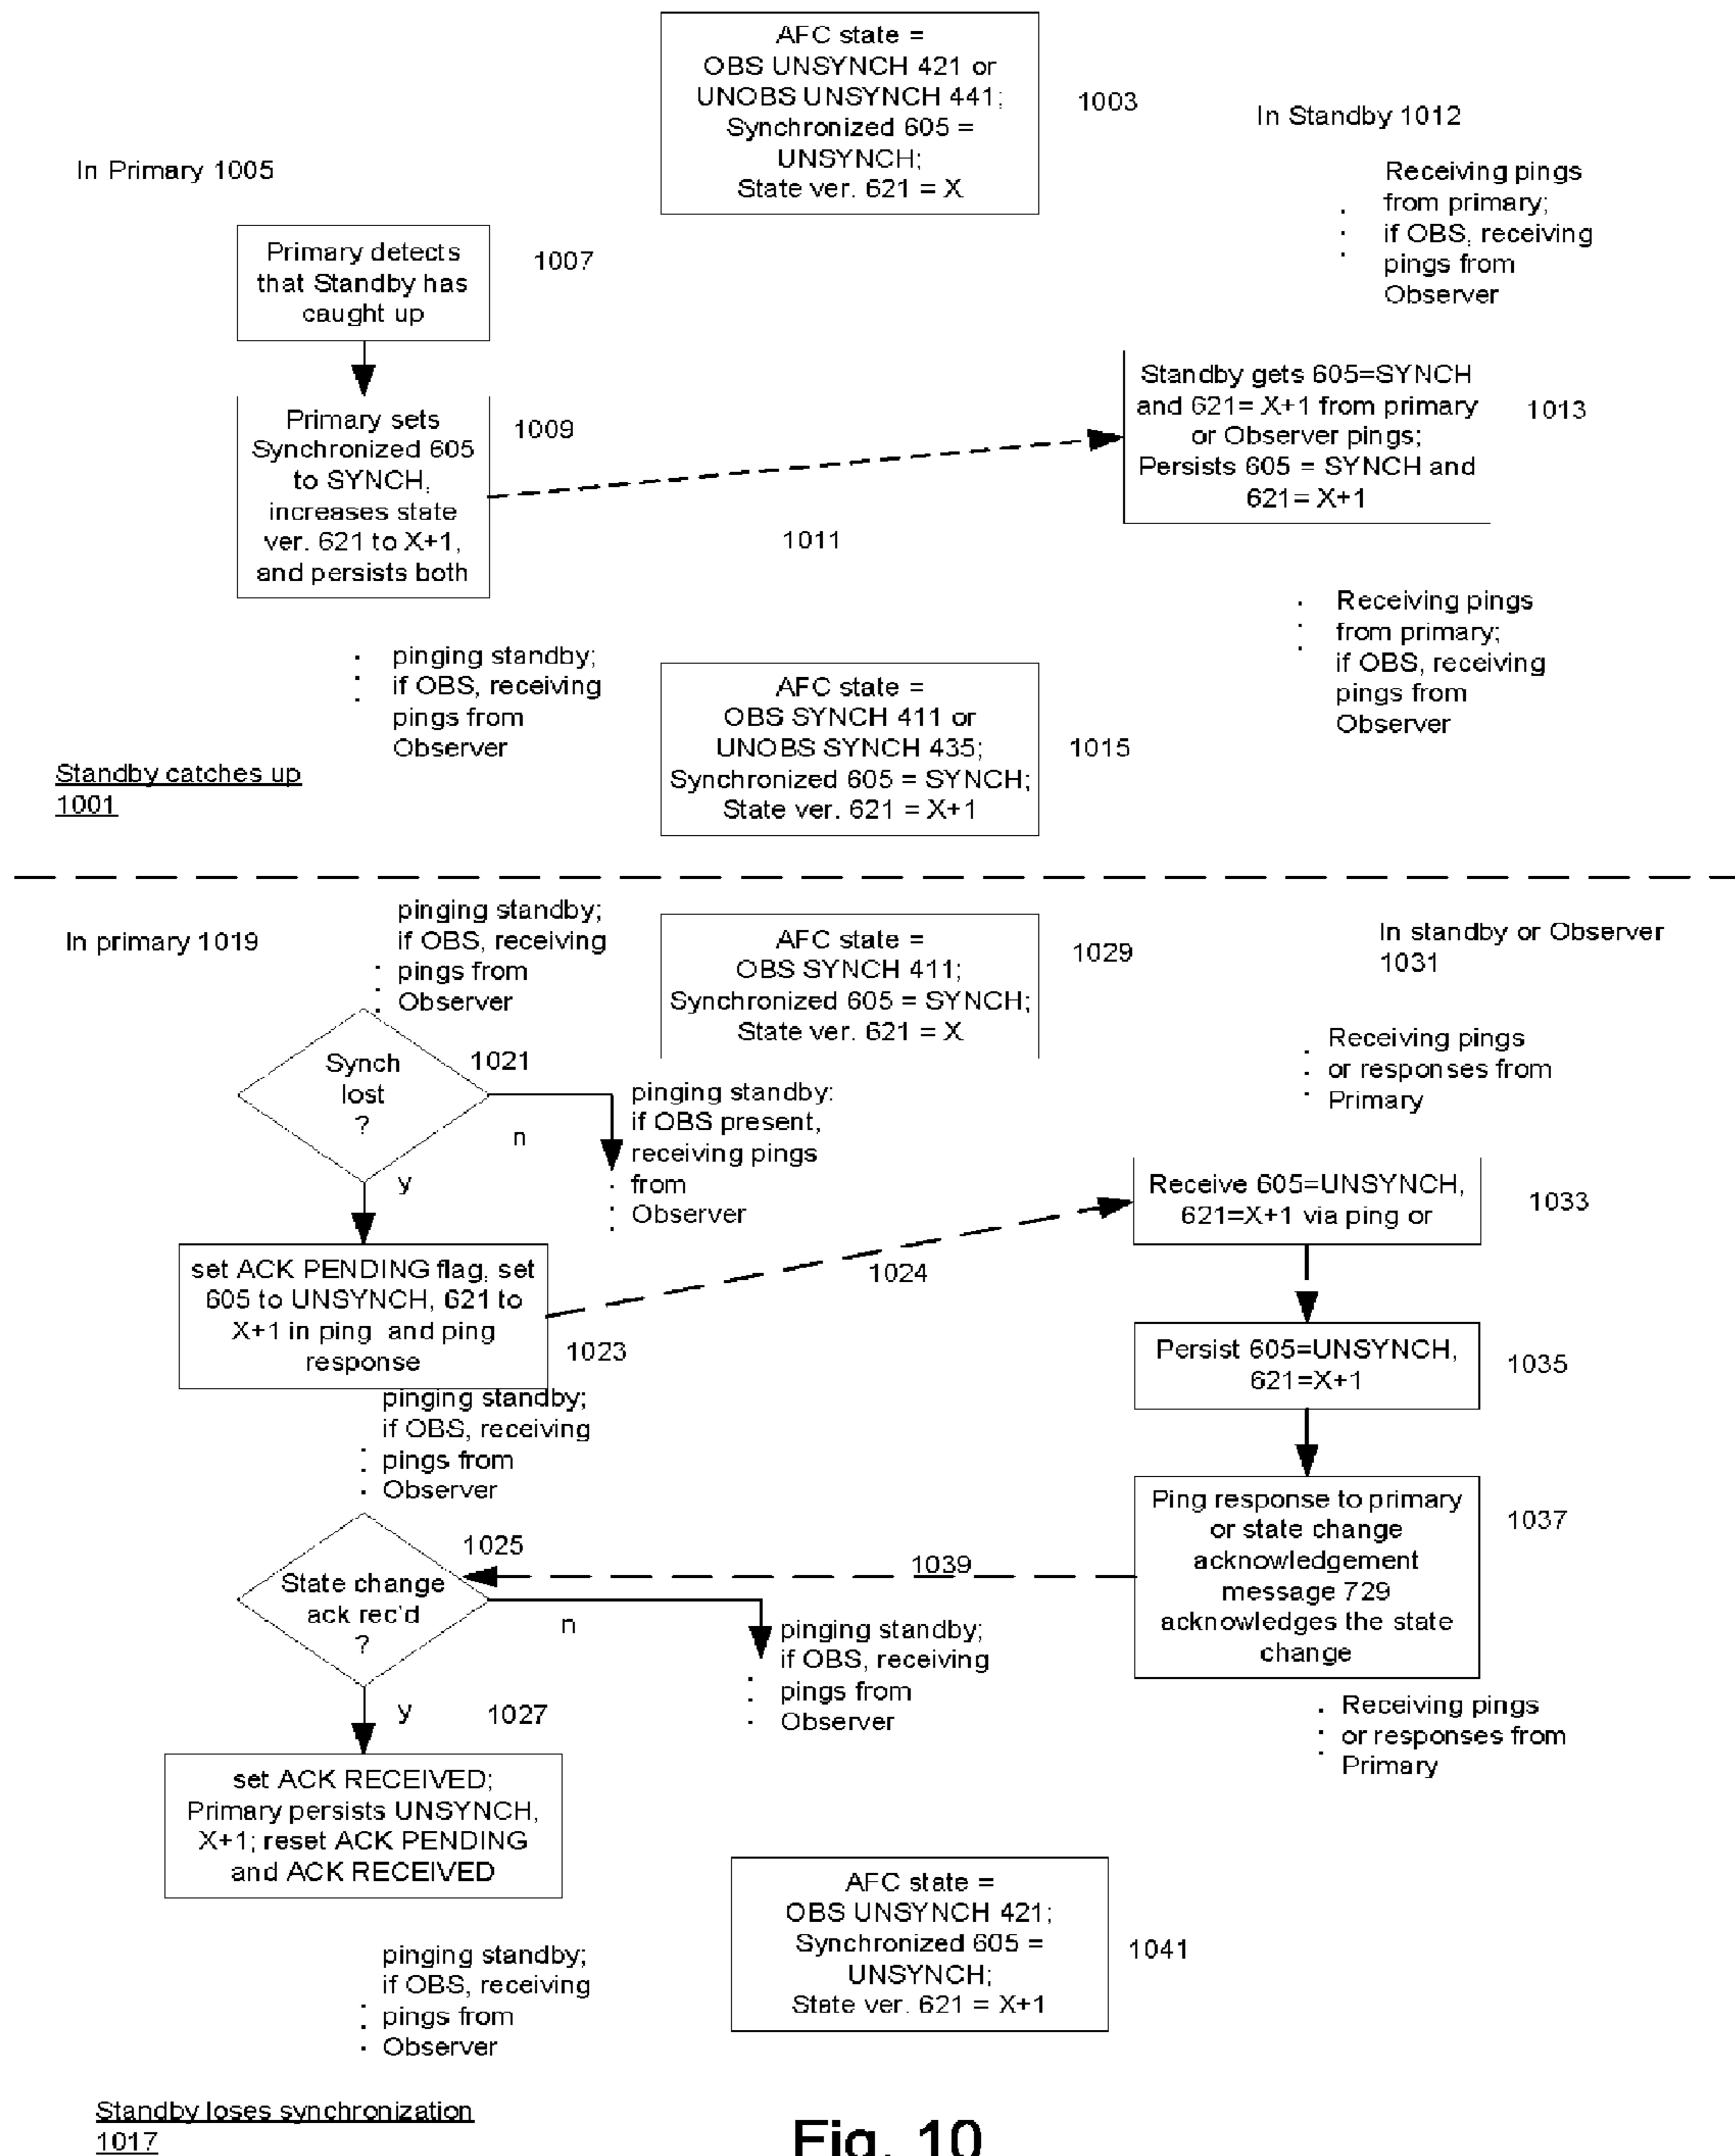 AFC state =
OBS UNSYNCH 421 or
UNOBS UNSYNCH 441;
Synchronized 605 =
UNSYNCH;
State ver. 621 = X
1003
In Standby 1012
In Primary 1005
Receiving pings
from primary;
if OBS, receiving
pings from
Observer
Primary detects
that Standby has
caught up
1007
Primary sets
Synchronized 605
to SYNCH,
increases state
ver. 621 to X+1,
and persists both
1009
1011
Standby gets 605=SYNCH
and 621= X+1 from primary
or Observer pings;
Persists 605 = SYNCH and
621= X+1
1013
pinging standby;
if OBS, receiving
pings from
Observer
Receiving pings
from primary;
if OBS, receiving
pings from
Observer
AFC state =
OBS SYNCH 411 or
UNOBS SYNCH 435;
Synchronized 605 = SYNCH;
State ver. 621 = X+1
1015
Standby catches up
1001
In primary 1019
pinging standby;
if OBS, receiving
pings from
Observer
AFC state =
OBS SYNCH 411;
Synchronized 605 = SYNCH;
State ver. 621 = X
1029
In standby or Observer
1031
Receiving pings
or responses from
Primary
Synch
lost
?
1021
n
y
pinging standby:
if OBS present,
receiving pings
from
Observer
set ACK PENDING flag, set
605 to UNSYNCH, 621 to
X+1 in ping and ping
response
1023
1024
Receive 605=UNSYNCH,
621=X+1 via ping or
1033
Persist 605=UNSYNCH,
621=X+1
1035
pinging standby;
if OBS, receiving
pings from
Observer
Ping response to primary
or state change
acknowledgement
message 729
acknowledges the state
change
1037
1039
State change
ack rec'd
?
1025
n
y
pinging standby;
if OBS, receiving
pings from
Observer
Receiving pings
or responses from
Primary
1027
set ACK RECEIVED;
Primary persists UNSYNCH,
X+1; reset ACK PENDING
and ACK RECEIVED
AFC state =
OBS UNSYNCH 421;
Synchronized 605 =
UNSYNCH;
State ver. 621 = X+1
1041
pinging standby;
if OBS, receiving
pings from
Observer
Standby loses synchronization
1017
Fig. 10